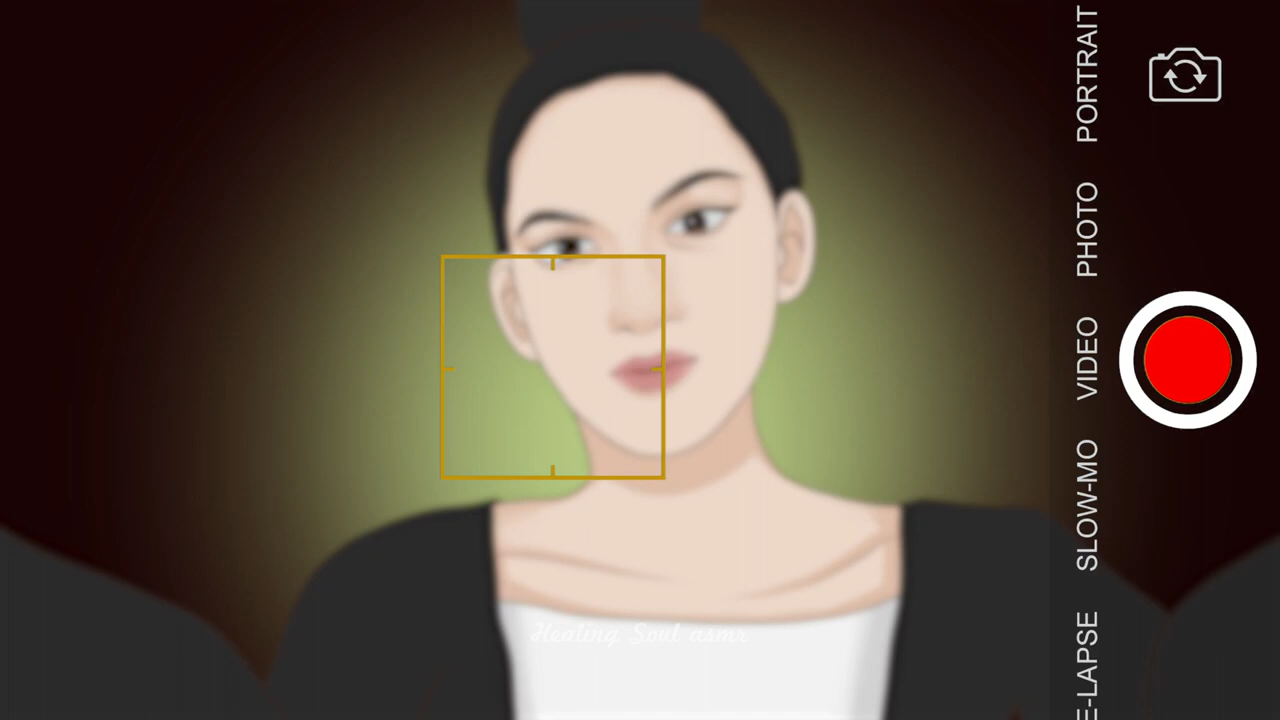 PORTRAIT
PHOTO
VIDEO
SLOW-MO
E-LAPSE
Healing Soul asmr